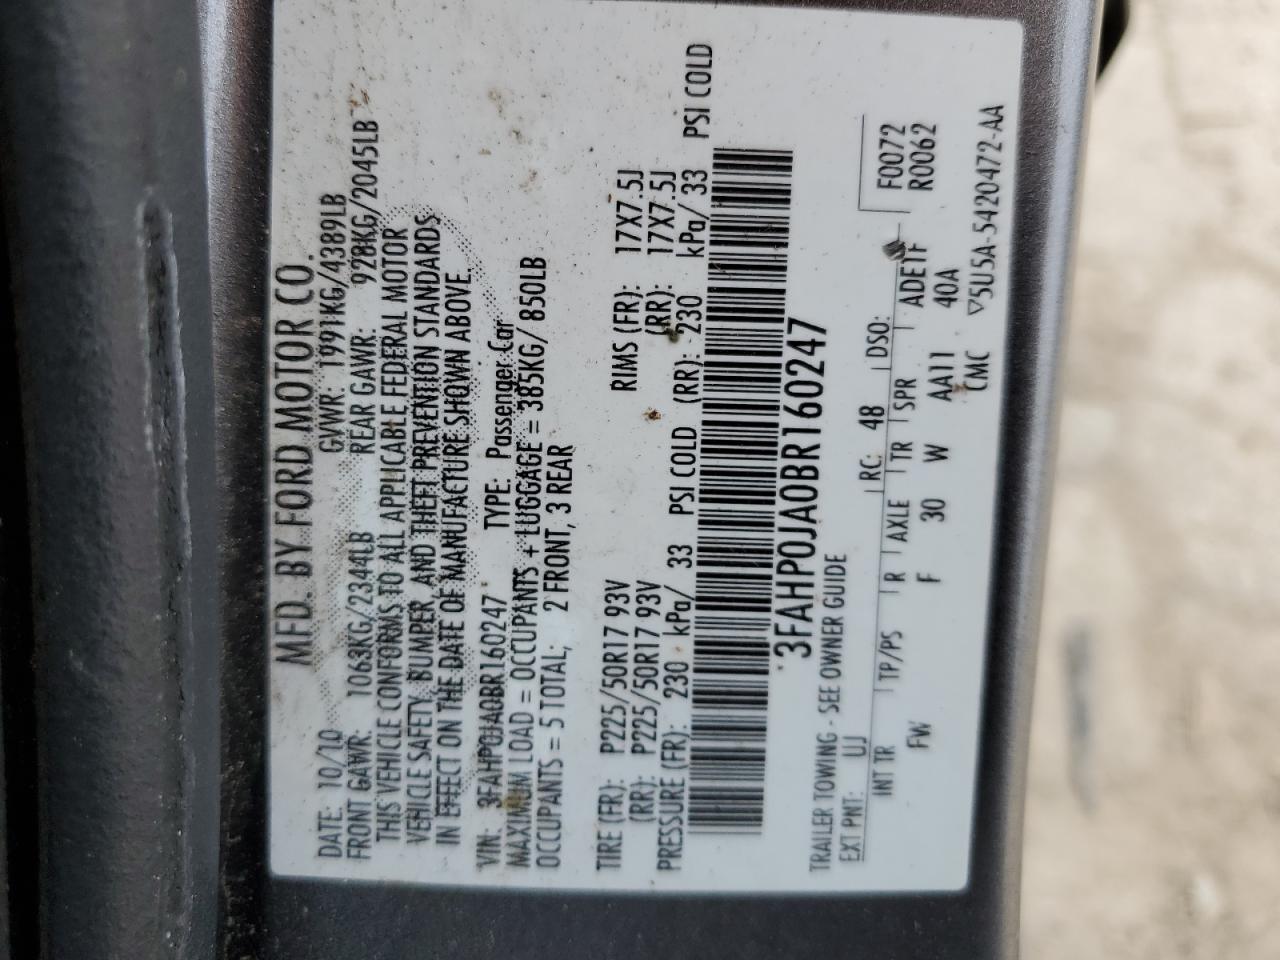 MFD. BY FORD MOTOR CO.
DATE: 10/10 GVWR: 1991KG/4389LB
FRONT GAWR: 1063KG/2344LB REAR GAWR: 928KG/2045LB
THIS VEHICLE CONFORMS TO ALL APPLICABLE FEDERAL MOTOR
VEHICLE SAFETY, BUMPER, AND THEFT PREVENTION STANDARDS
IN EFFECT ON THE DATE OF MANUFACTURE SHOWN ABOVE.
VIN: 3FAHP0JA0BR160247 TYPE: Passenger Car
MAXIMUM LOAD = OCCUPANTS + LUGGAGE = 385KG/ 850LB
OCCUPANTS = 5 TOTAL; 2 FRONT, 3 REAR
TIRE (FR): P225/50R17 93V RIMS (FR): 17X7.5J
(RR): P225/50R17 93V (RR): 17X7.5J
PRESSURE (FR): 230 kPa/ 33 PSI COLD (RR): 230 kPa/ 33 PSI COLD
3FAHP0JA0BR160247
TRAILER TOWING - SEE OWNER GUIDE
EXT PNT: UJ RC: 48 DSO: F0072
R0062
INT TR TP/PS R AXLE TR SPR ADETF
FW F 30 W AA11 40A
CMC ▽5U5A-5420472-AA